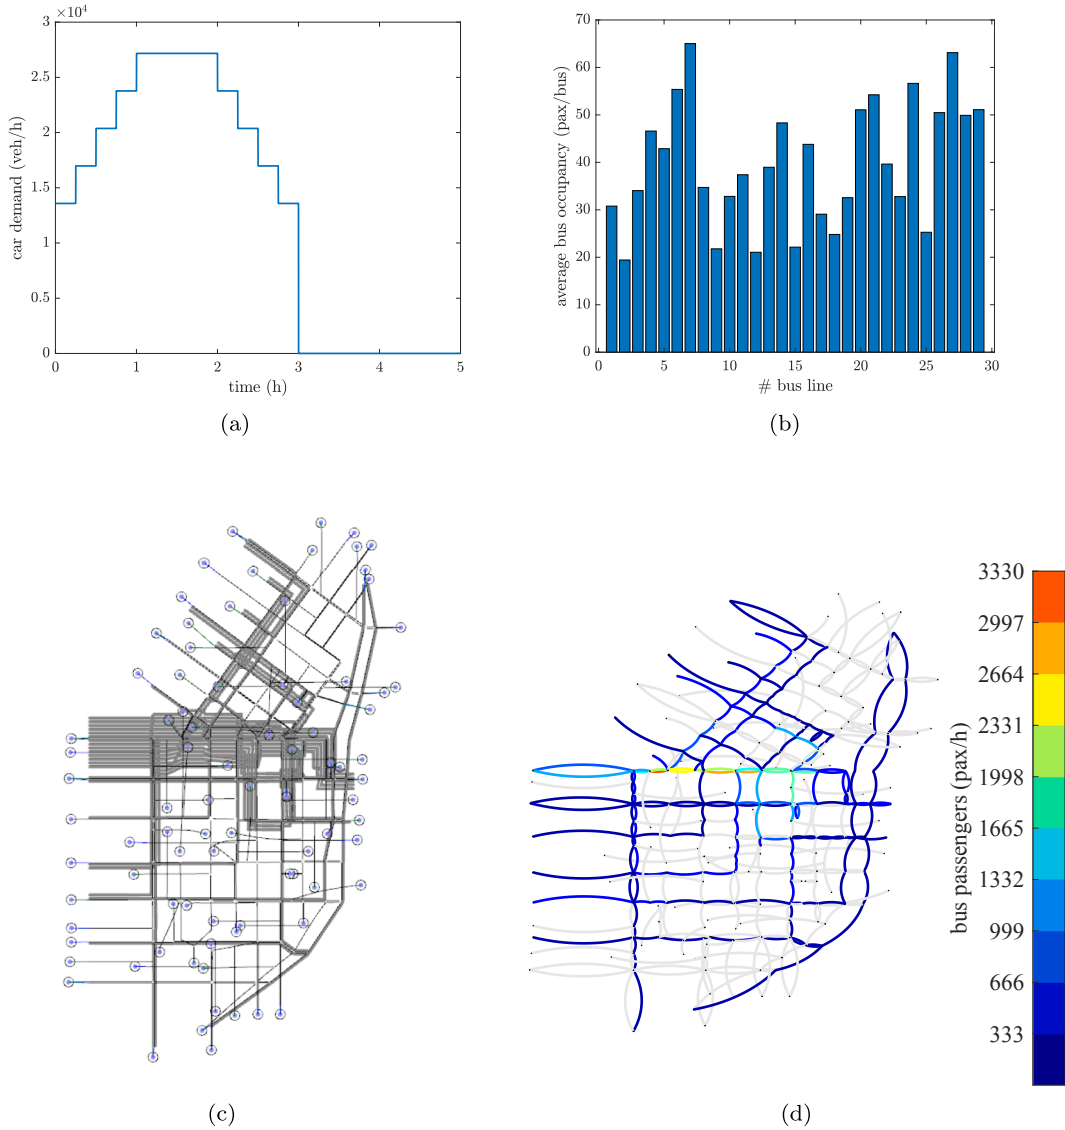 ×10⁴
3
2.5
2
1.5
1
0.5
0
0 1 2 3 4 5
car demand (veh/h)
time (h)
(a)
70
60
50
40
30
20
10
0
0 5 10 15 20 25 30
average bus occupancy (pax/bus)
# bus line
(b)
(c)
3330
2997
2664
2331
1998
1665
1332
999
666
333
bus passengers (pax/h)
(d)